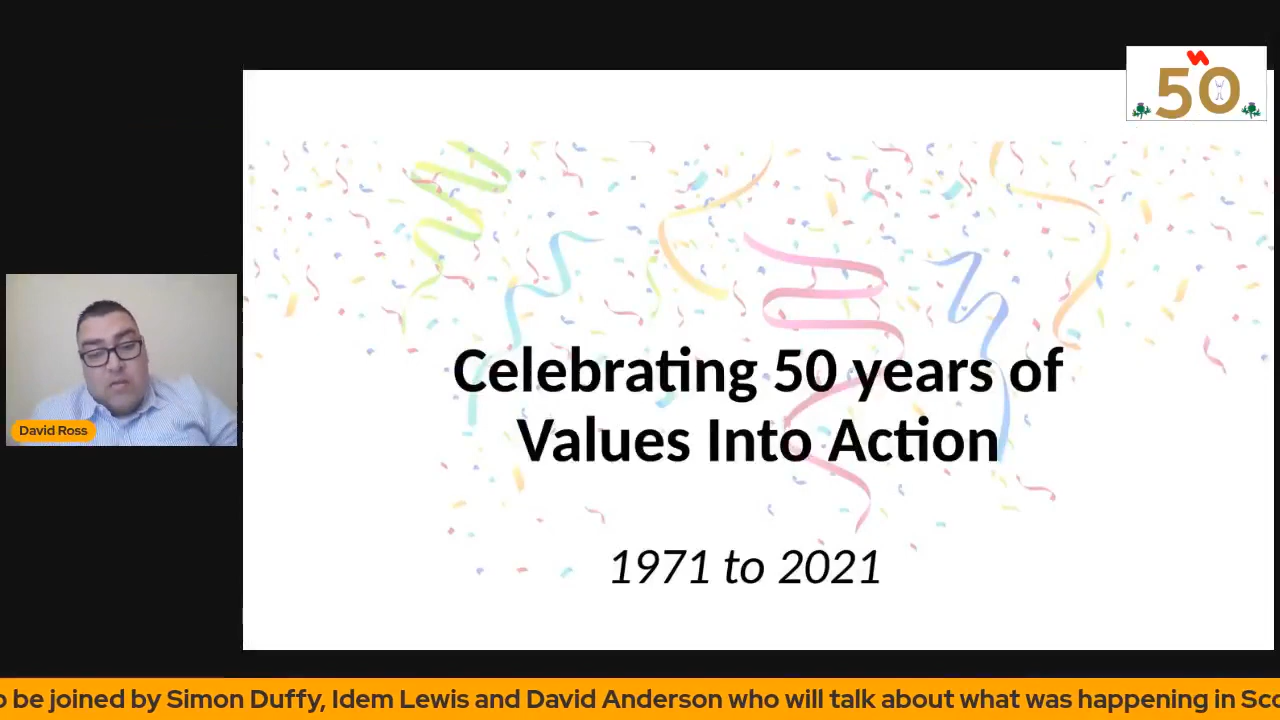 50
Celebrating 50 years of
Values Into Action
1971 to 2021
David Ross
be joined by Simon Duffy, Idem Lewis and David Anderson who will talk about what was happening in